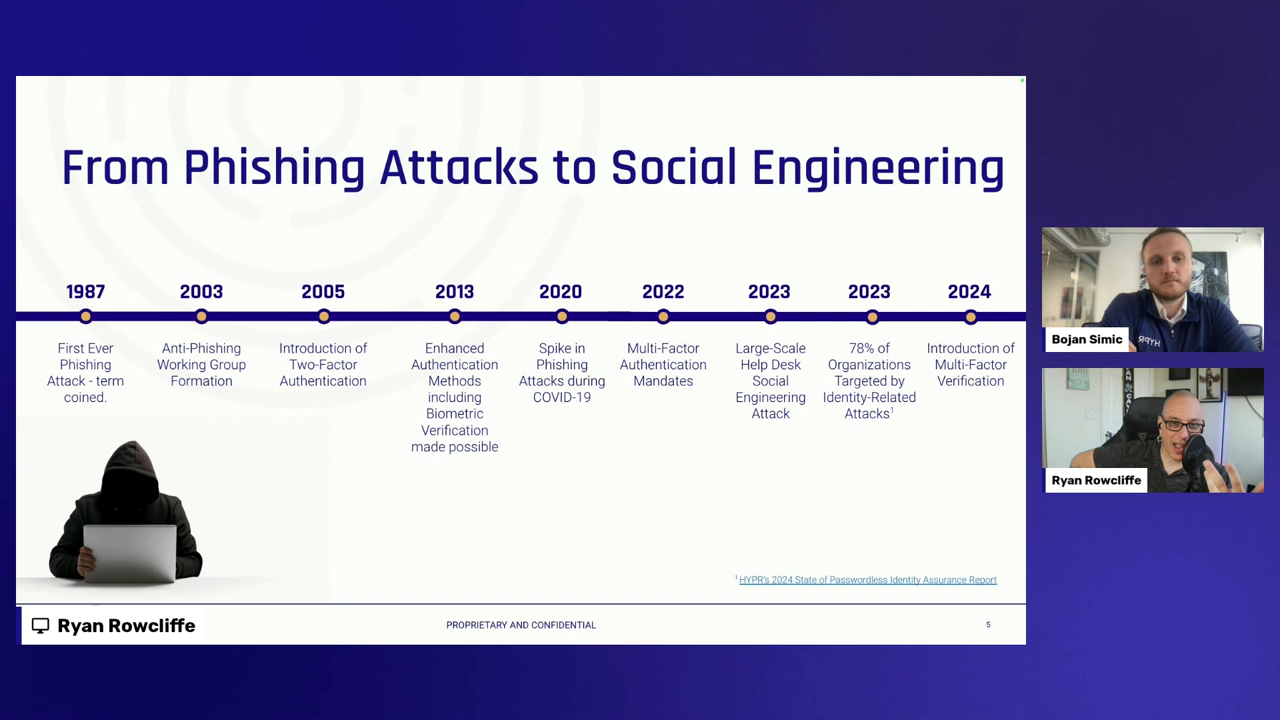 From Phishing Attacks to Social Engineering
1987
First Ever
Phishing
Attack - term
coined.
2003
Anti-Phishing
Working Group
Formation
2005
Introduction of
Two-Factor
Authentication
2013
Enhanced
Authentication
Methods
including
Biometric
Verification
made possible
2020
Spike in
Phishing
Attacks during
COVID-19
2022
Multi-Factor
Authentication
Mandates
2023
Large-Scale
Help Desk
Social
Engineering
Attack
2023
78% of
Organizations
Targeted by
Identity-Related
Attacks¹
2024
Introduction of
Multi-Factor
Verification
¹ HYPR's 2024 State of Passwordless Identity Assurance Report
Ryan Rowcliffe
PROPRIETARY AND CONFIDENTIAL
5
HYPR
Bojan Simic
Ryan Rowcliffe